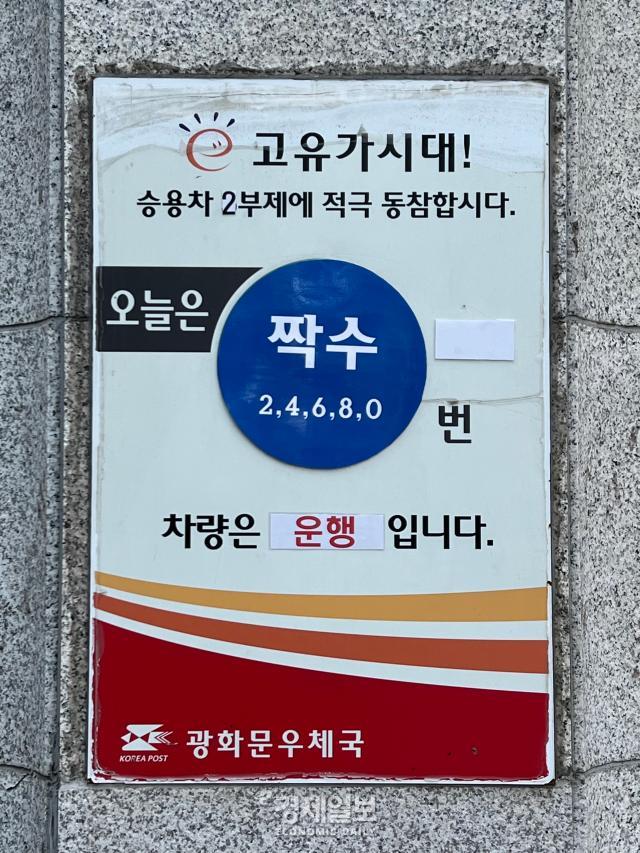 고유가시대!
승용차 2부제에 적극 동참합시다.
오늘은
짝수
2,4,6,8,0
번
차량은 운행 입니다.
KOREA POST
광화문우체국
경제일보
ECONOMIC DAILY